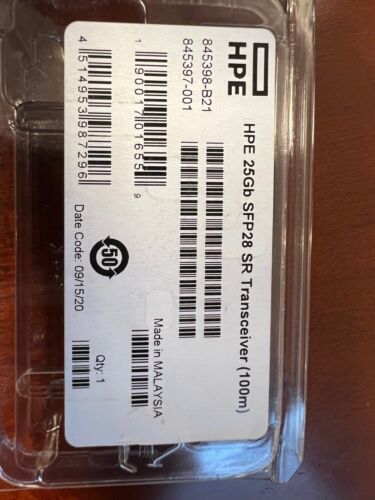 HPE
845398-B21
845397-001
HPE 25Gb SFP28 SR Transceiver (100m)
1 90017 01655 9
4 514953 987296
50
Date Code: 09/15/20
Made in MALAYSIA
Qty: 1